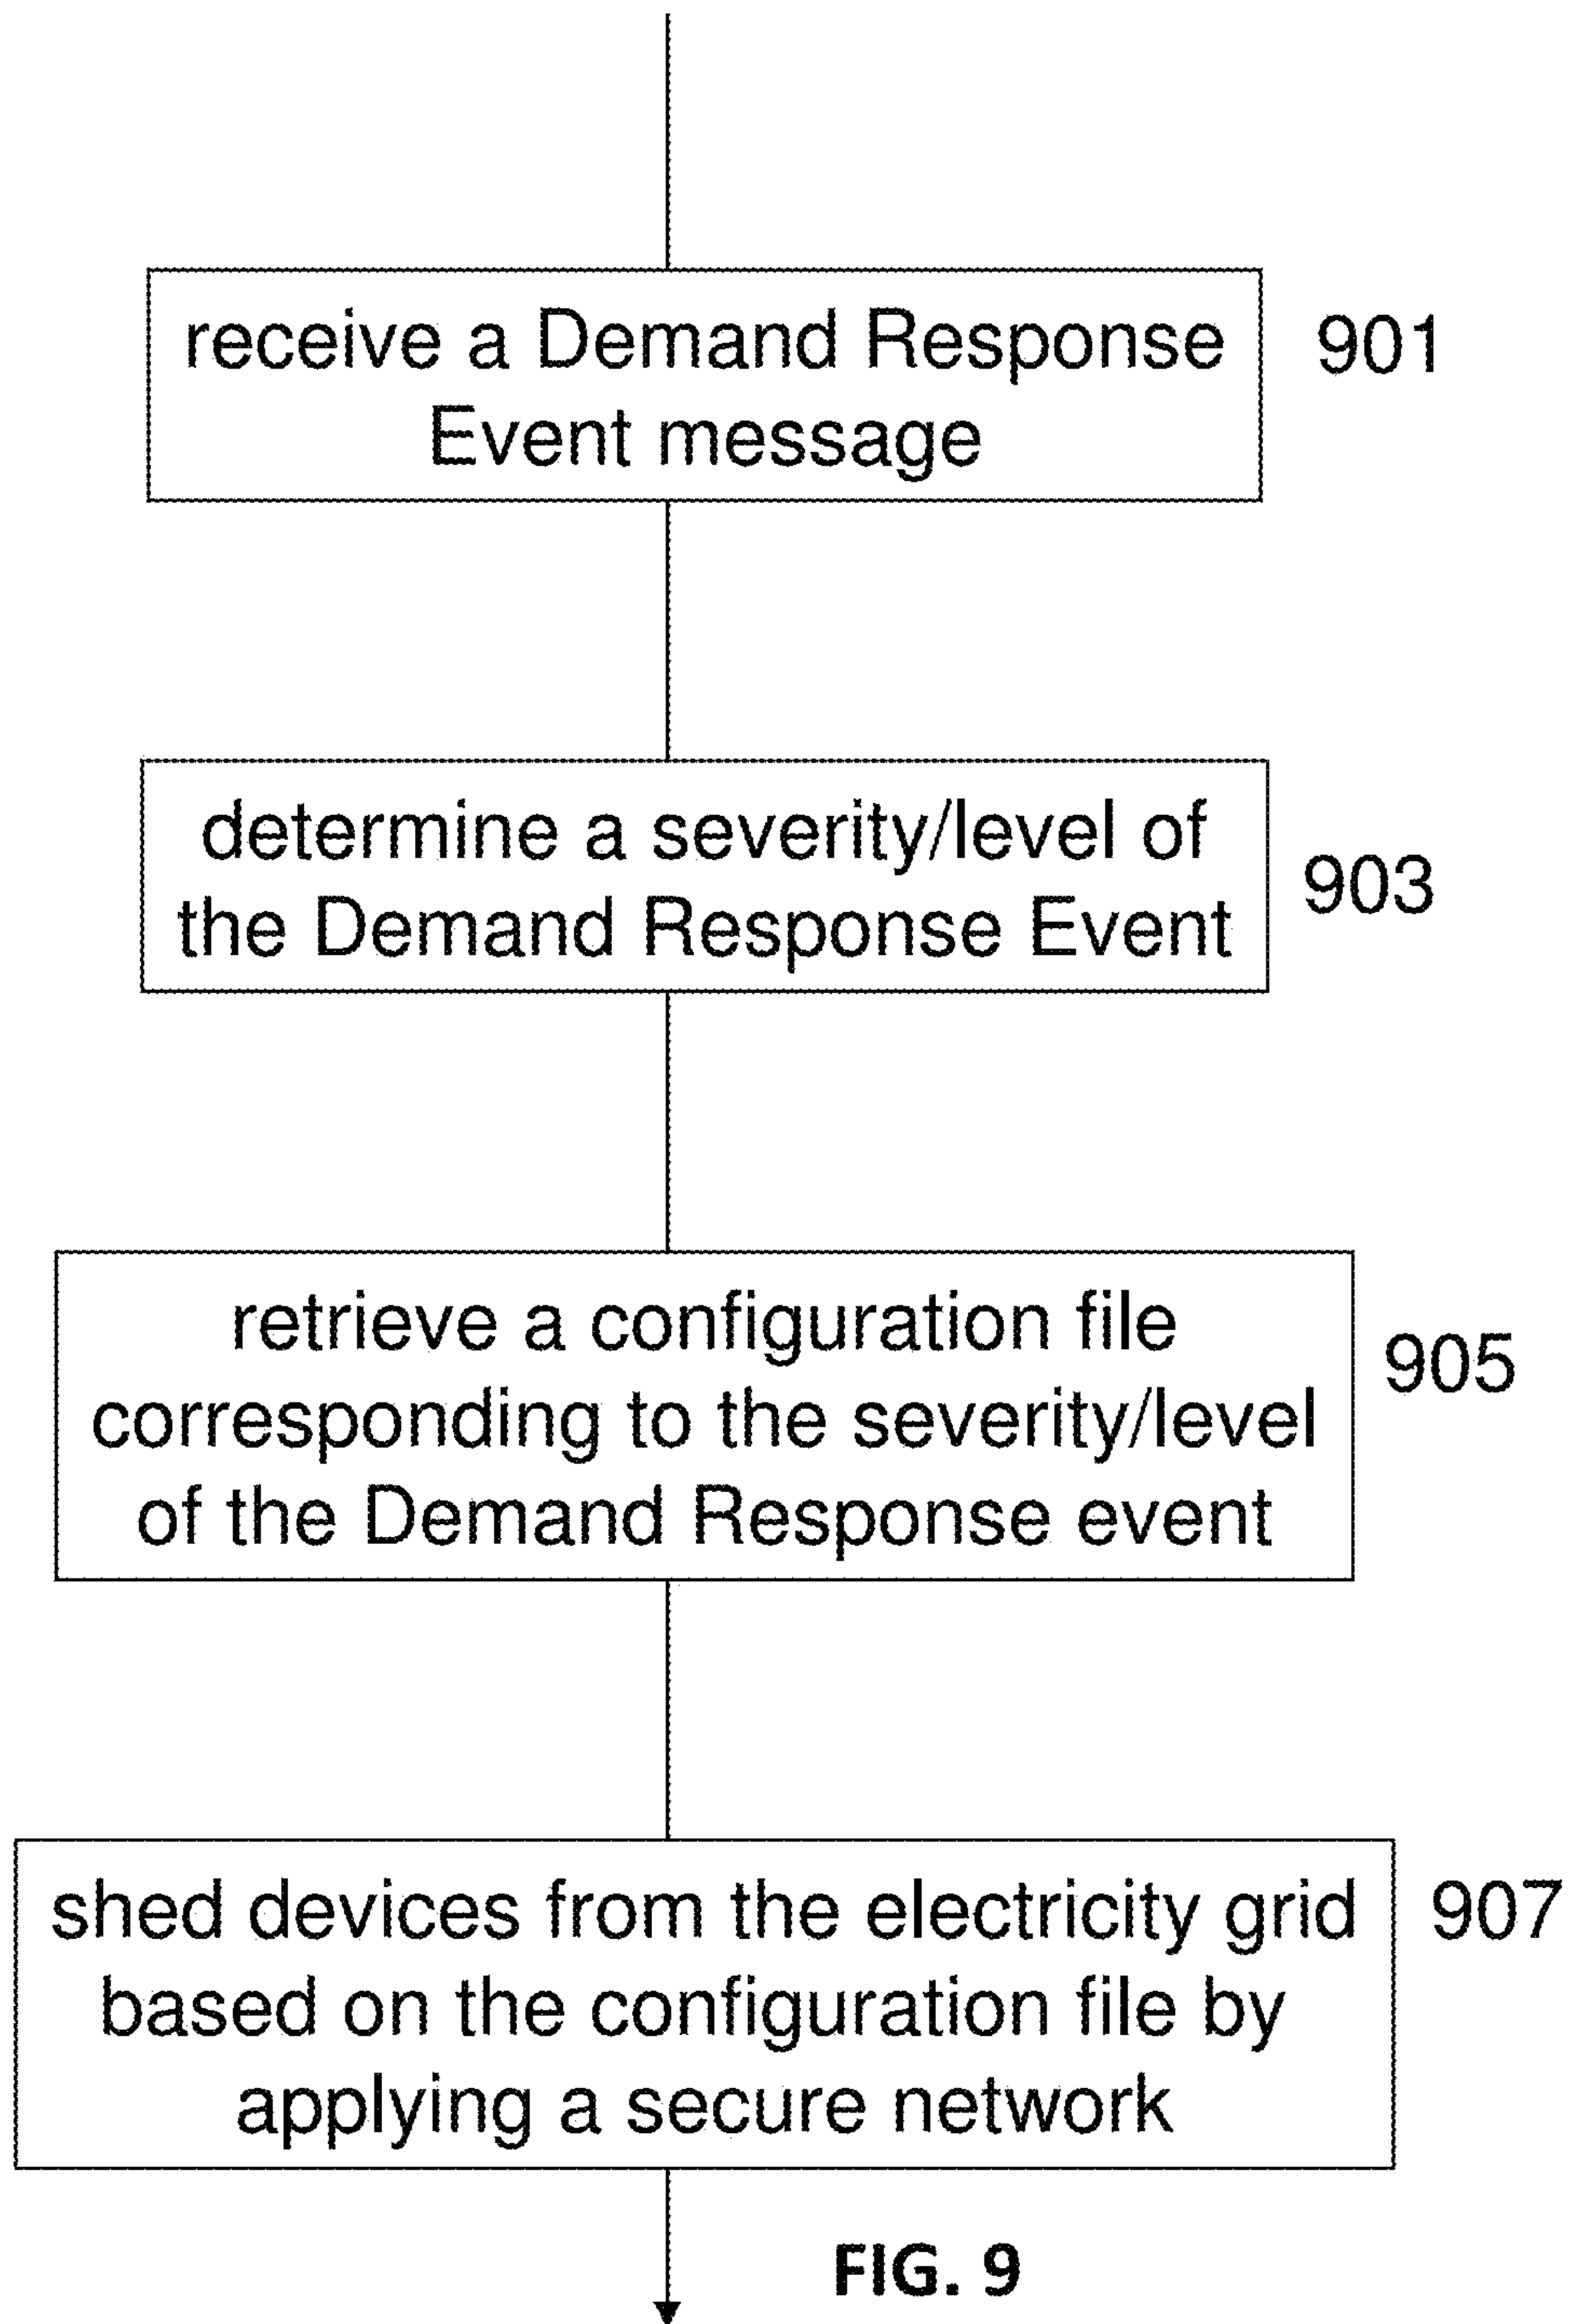 receive a Demand Response
Event message
901
determine a severity/level of
the Demand Response Event
903
retrieve a configuration file
corresponding to the severity/level
of the Demand Response event
905
shed devices from the electricity grid
based on the configuration file by
applying a secure network
907
FIG. 9